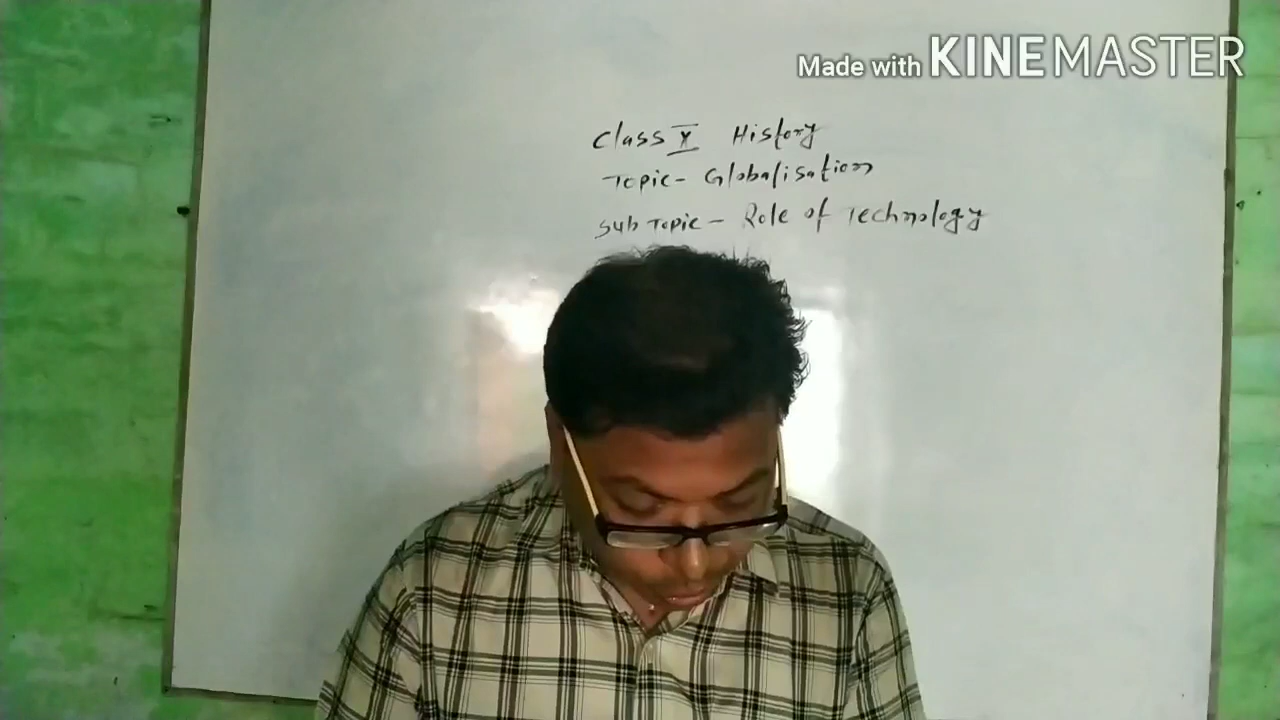 Made with KINEMASTER
Class X History
Topic - Globalisation
Sub Topic - Role of Technology